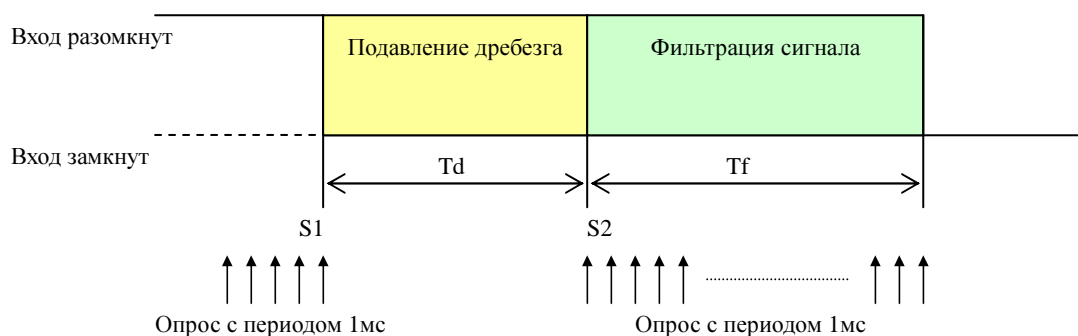 Вход разомкнут
Подавление дребезга
Фильтрация сигнала
Вход замкнут
Td
Tf
S1
S2
Опрос с периодом 1мс
Опрос с периодом 1мс